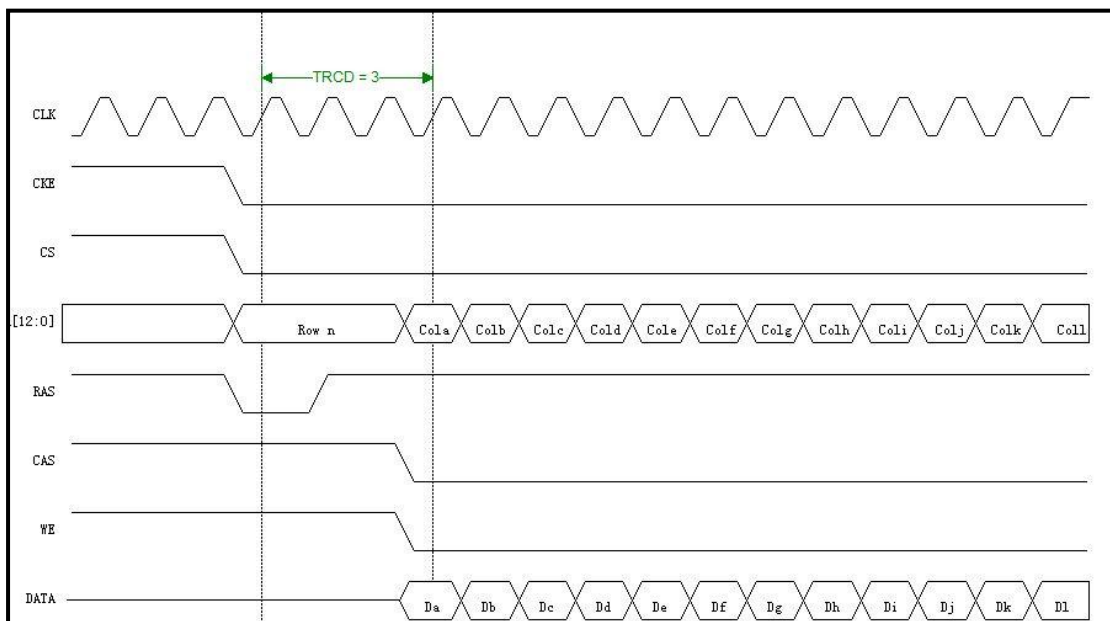 TRCD = 3
CLK
CKE
CS
[12:0] Row n Cola Colb Colc Cold Cole Colf Colg Colh Coli Colj Colk Coll
RAS
CAS
WE
DATA Da Db Dc Dd De Df Dg Dh Di Dj Dk Dl